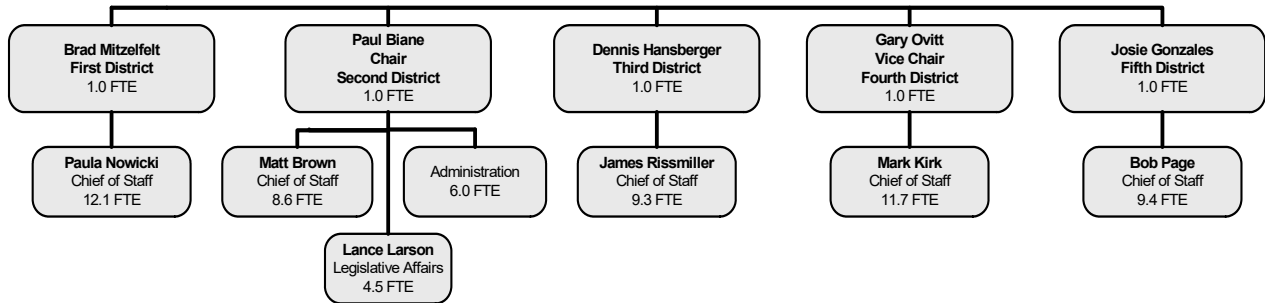 Brad Mitzelfelt
First District
1.0 FTE
Paul Biane
Chair
Second District
1.0 FTE
Dennis Hansberger
Third District
1.0 FTE
Gary Ovitt
Vice Chair
Fourth District
1.0 FTE
Josie Gonzales
Fifth District
1.0 FTE
Paula Nowicki
Chief of Staff
12.1 FTE
Matt Brown
Chief of Staff
8.6 FTE
Administration
6.0 FTE
James Rissmiller
Chief of Staff
9.3 FTE
Mark Kirk
Chief of Staff
11.7 FTE
Bob Page
Chief of Staff
9.4 FTE
Lance Larson
Legislative Affairs
4.5 FTE